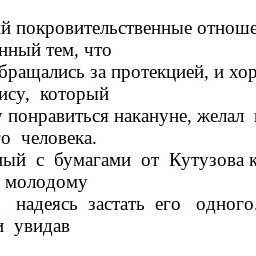 й покровительственные отноше
нный тем, что
бращались за протекцией, и хор
ису, который
у понравиться накануне, желал
о человека.
ный с бумагами от Кутузова к
молодому
надеясь застать его одного.
и увидав